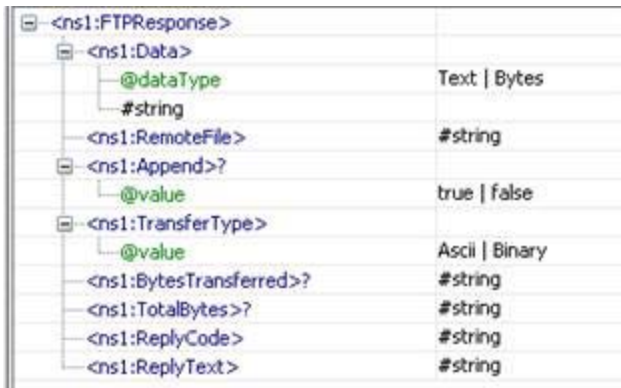 <ns1:FTPResponse>
<ns1:Data>
@dataType Text | Bytes
#string
<ns1:RemoteFile> #string
<ns1:Append>?
@value true | false
<ns1:TransferType>
@value Ascii | Binary
<ns1:BytesTransferred>? #string
<ns1:TotalBytes>? #string
<ns1:ReplyCode> #string
<ns1:ReplyText> #string